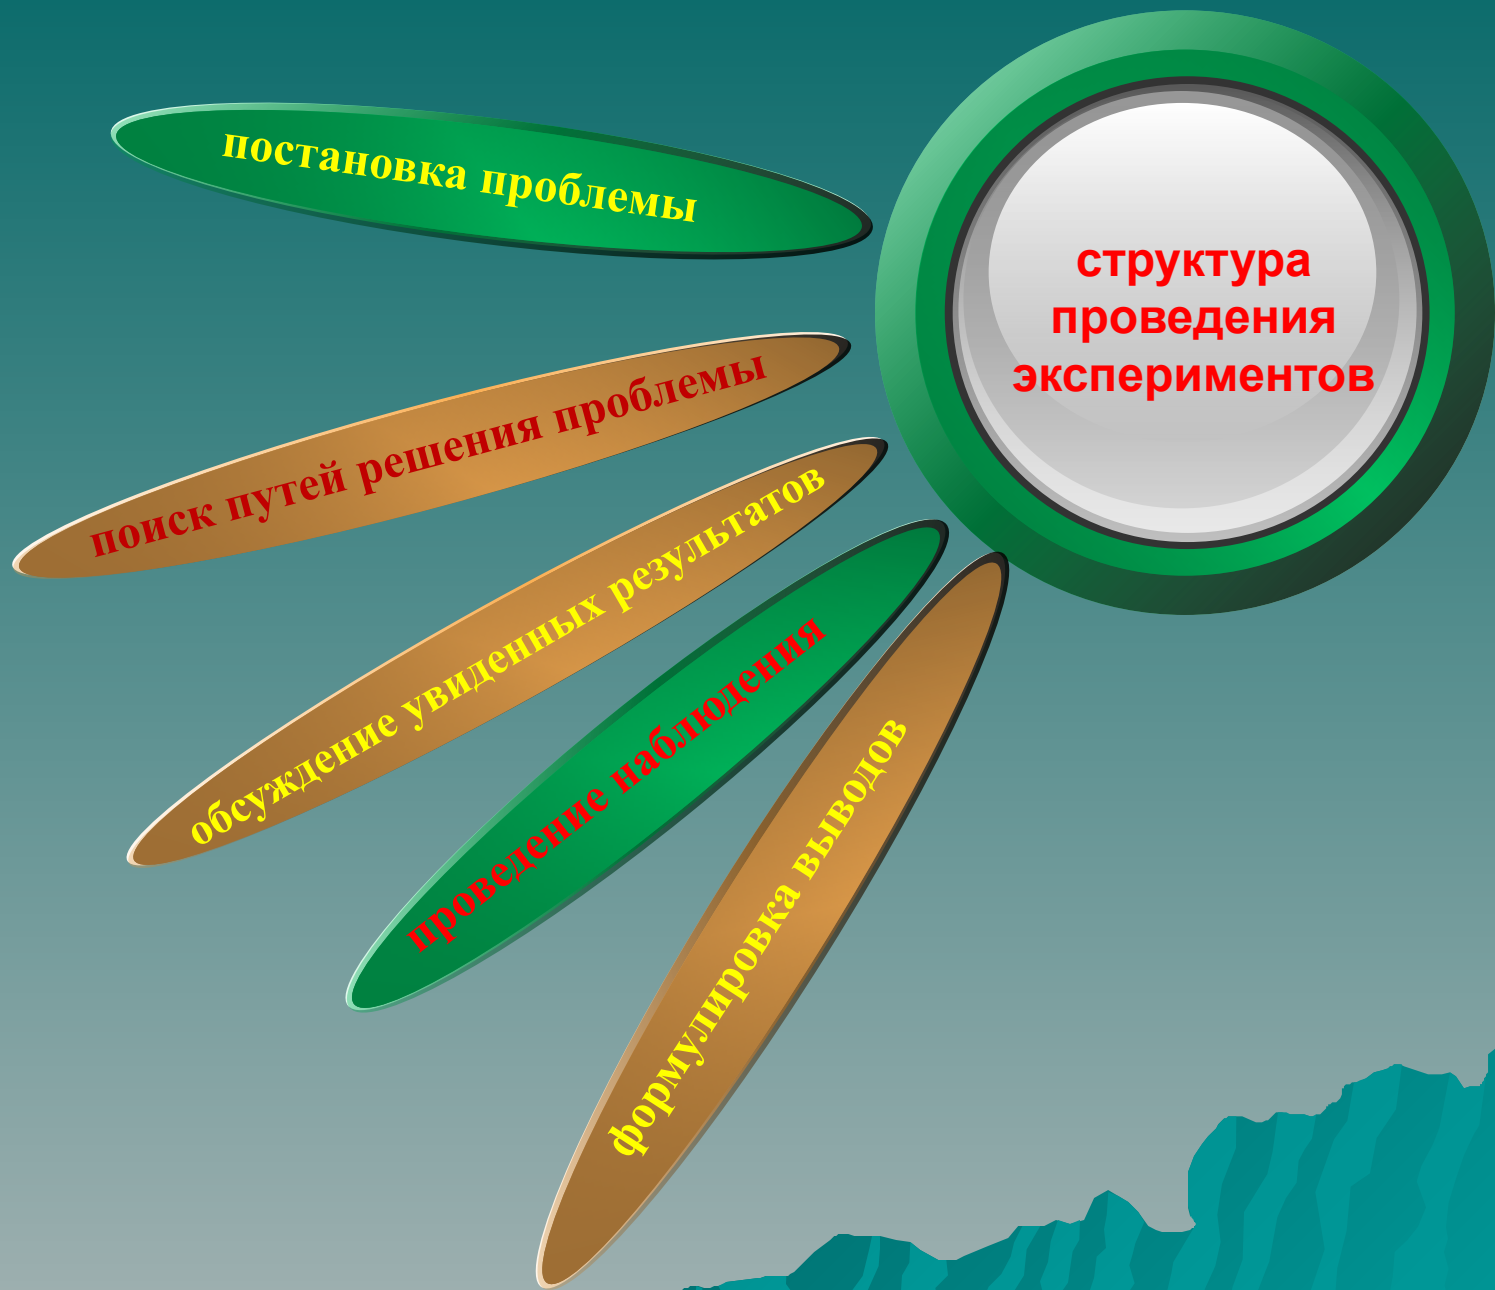 постановка проблемы
структура
проведения
экспериментов
поиск путей решения проблемы
обсуждение увиденных результатов
проведение наблюдения
формулировка выводов